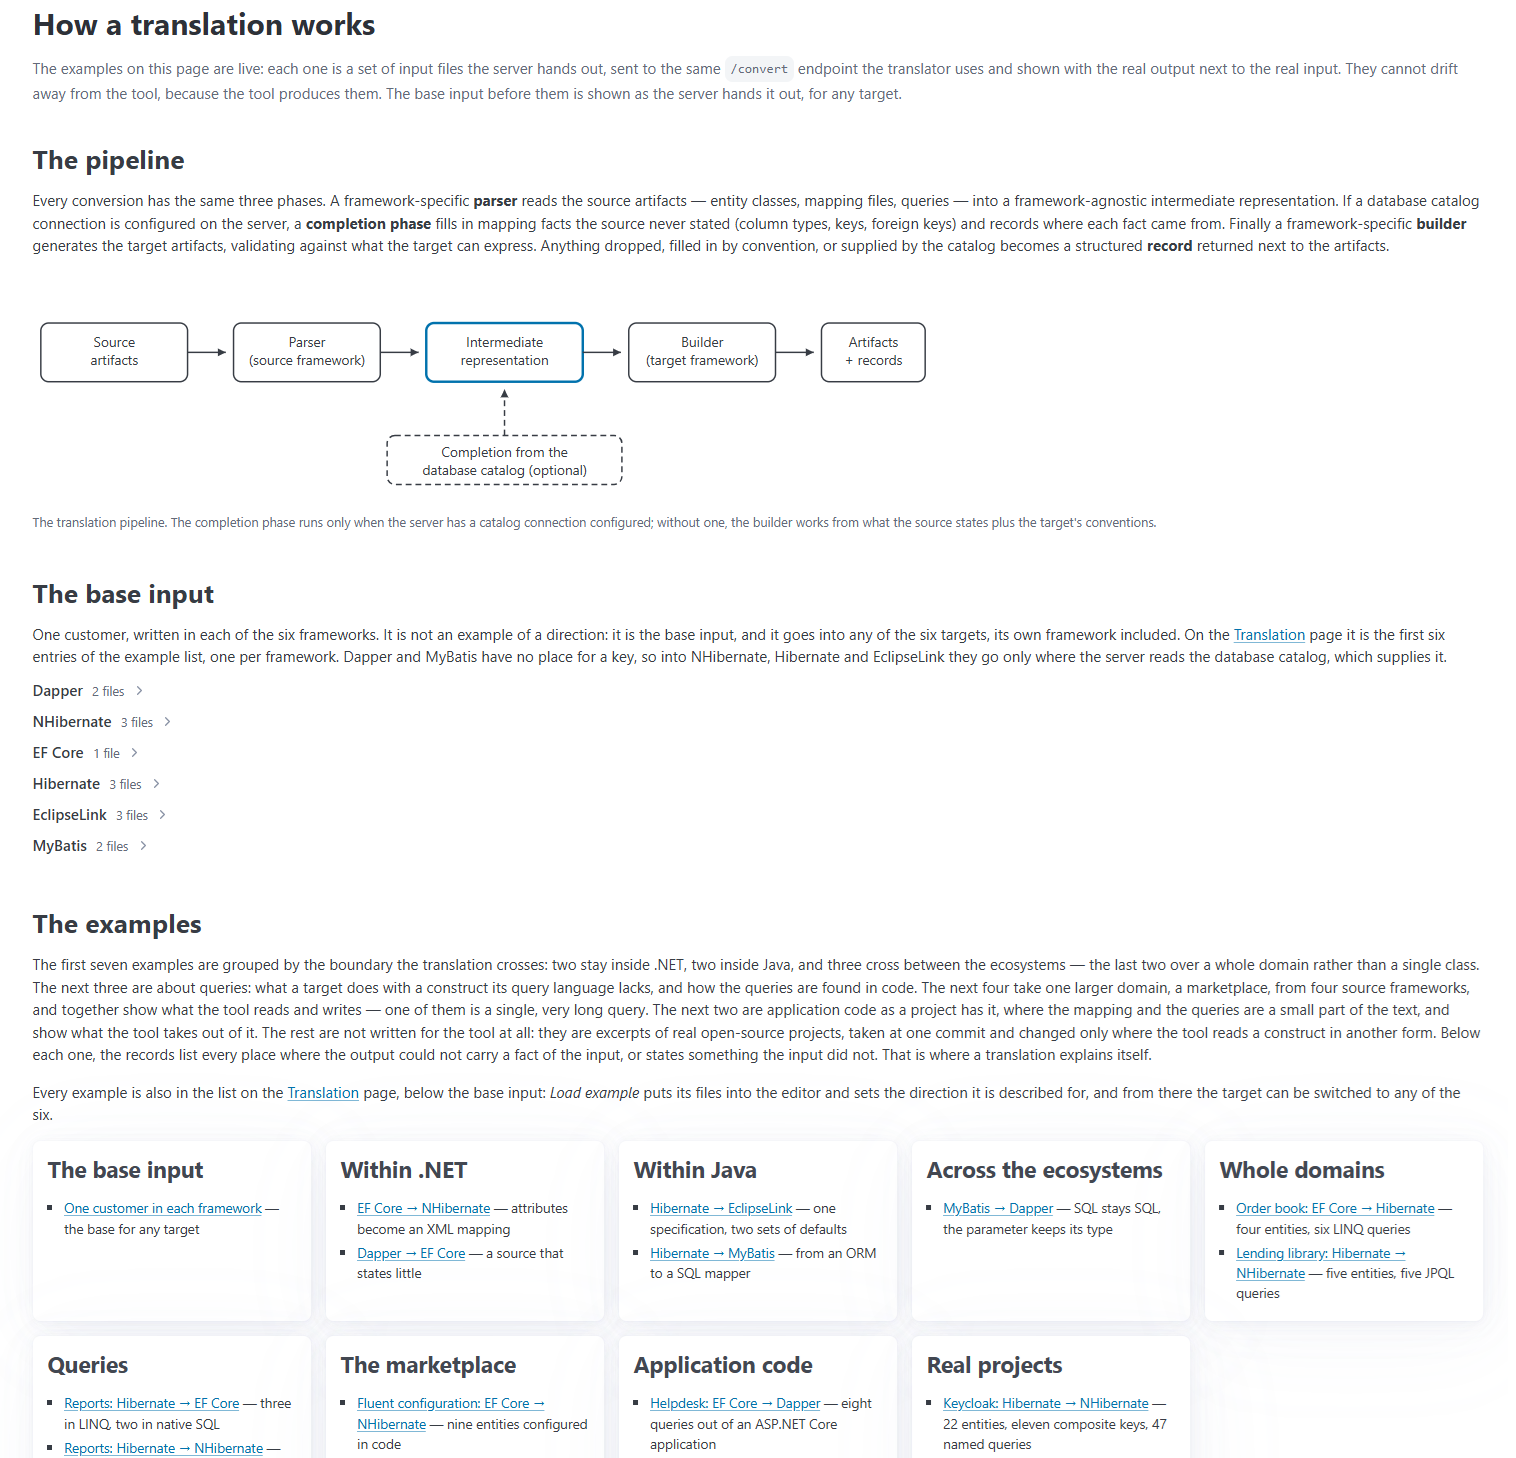 How a translation works
The examples on this page are live: each one is a set of input files the server hands out, sent to the same /convert endpoint the translator uses and shown with the real output next to the real input. They cannot drift
away from the tool, because the tool produces them. The base input before them is shown as the server hands it out, for any target.
The pipeline
Every conversion has the same three phases. A framework-specific parser reads the source artifacts — entity classes, mapping files, queries — into a framework-agnostic intermediate representation. If a database catalog
connection is configured on the server, a completion phase fills in mapping facts the source never stated (column types, keys, foreign keys) and records where each fact came from. Finally a framework-specific builder
generates the target artifacts, validating against what the target can express. Anything dropped, filled in by convention, or supplied by the catalog becomes a structured record returned next to the artifacts.
Source
artifacts
Parser
(source framework)
Intermediate
representation
Builder
(target framework)
Artifacts
+ records
Completion from the
database catalog (optional)
The translation pipeline. The completion phase runs only when the server has a catalog connection configured; without one, the builder works from what the source states plus the target's conventions.
The base input
One customer, written in each of the six frameworks. It is not an example of a direction: it is the base input, and it goes into any of the six targets, its own framework included. On the Translation page it is the first six
entries of the example list, one per framework. Dapper and MyBatis have no place for a key, so into NHibernate, Hibernate and EclipseLink they go only where the server reads the database catalog, which supplies it.
Dapper 2 files
NHibernate 3 files
EF Core 1 file
Hibernate 3 files
EclipseLink 3 files
MyBatis 2 files
The examples
The first seven examples are grouped by the boundary the translation crosses: two stay inside .NET, two inside Java, and three cross between the ecosystems — the last two over a whole domain rather than a single class.
The next three are about queries: what a target does with a construct its query language lacks, and how the queries are found in code. The next four take one larger domain, a marketplace, from four source frameworks,
and together show what the tool reads and writes — one of them is a single, very long query. The next two are application code as a project has it, where the mapping and the queries are a small part of the text, and
show what the tool takes out of it. The rest are not written for the tool at all: they are excerpts of real open-source projects, taken at one commit and changed only where the tool reads a construct in another form. Below
each one, the records list every place where the output could not carry a fact of the input, or states something the input did not. That is where a translation explains itself.
Every example is also in the list on the Translation page, below the base input: Load example puts its files into the editor and sets the direction it is described for, and from there the target can be switched to any of the
six.
The base input
One customer in each framework —
the base for any target
Within .NET
EF Core → NHibernate — attributes
become an XML mapping
Dapper → EF Core — a source that
states little
Within Java
Hibernate → EclipseLink — one
specification, two sets of defaults
Hibernate → MyBatis — from an ORM
to a SQL mapper
Across the ecosystems
MyBatis → Dapper — SQL stays SQL,
the parameter keeps its type
Whole domains
Order book: EF Core → Hibernate —
four entities, six LINQ queries
Lending library: Hibernate →
NHibernate — five entities, five JPQL
queries
Queries
Reports: Hibernate → EF Core — three
in LINQ, two in native SQL
Reports: Hibernate → NHibernate —
The marketplace
Fluent configuration: EF Core →
NHibernate — nine entities configured
in code
Application code
Helpdesk: EF Core → Dapper — eight
queries out of an ASP.NET Core
application
Real projects
Keycloak: Hibernate → NHibernate —
22 entities, eleven composite keys, 47
named queries